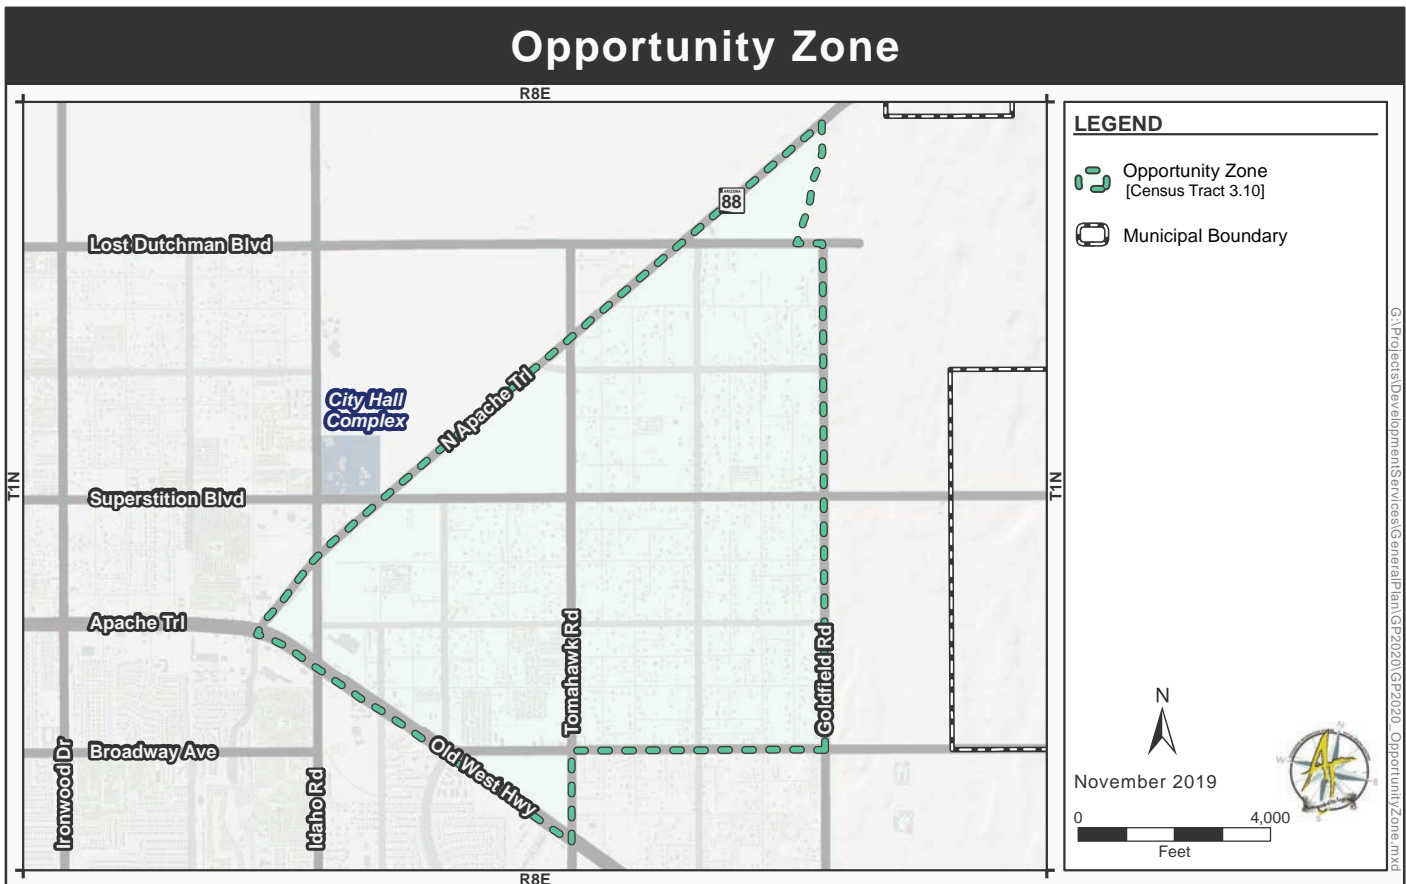 Opportunity Zone
R8E
LEGEND
Opportunity Zone
[Census Tract 3.10]
Municipal Boundary
ARIZONA
88
Lost Dutchman Blvd
City Hall
Complex
N Apache Trl
T1N
Superstition Blvd
T1N
Apache Trl
Tomahawk Rd
Goldfield Rd
Broadway Ave
Old West Hwy
Ironwood Dr
Idaho Rd
R8E
N
November 2019
0 4,000
Feet
N
W
E
S
G:\Projects\DevelopmentServices\GeneralPlan\GP2020\GP2020_OpportunityZone.mxd